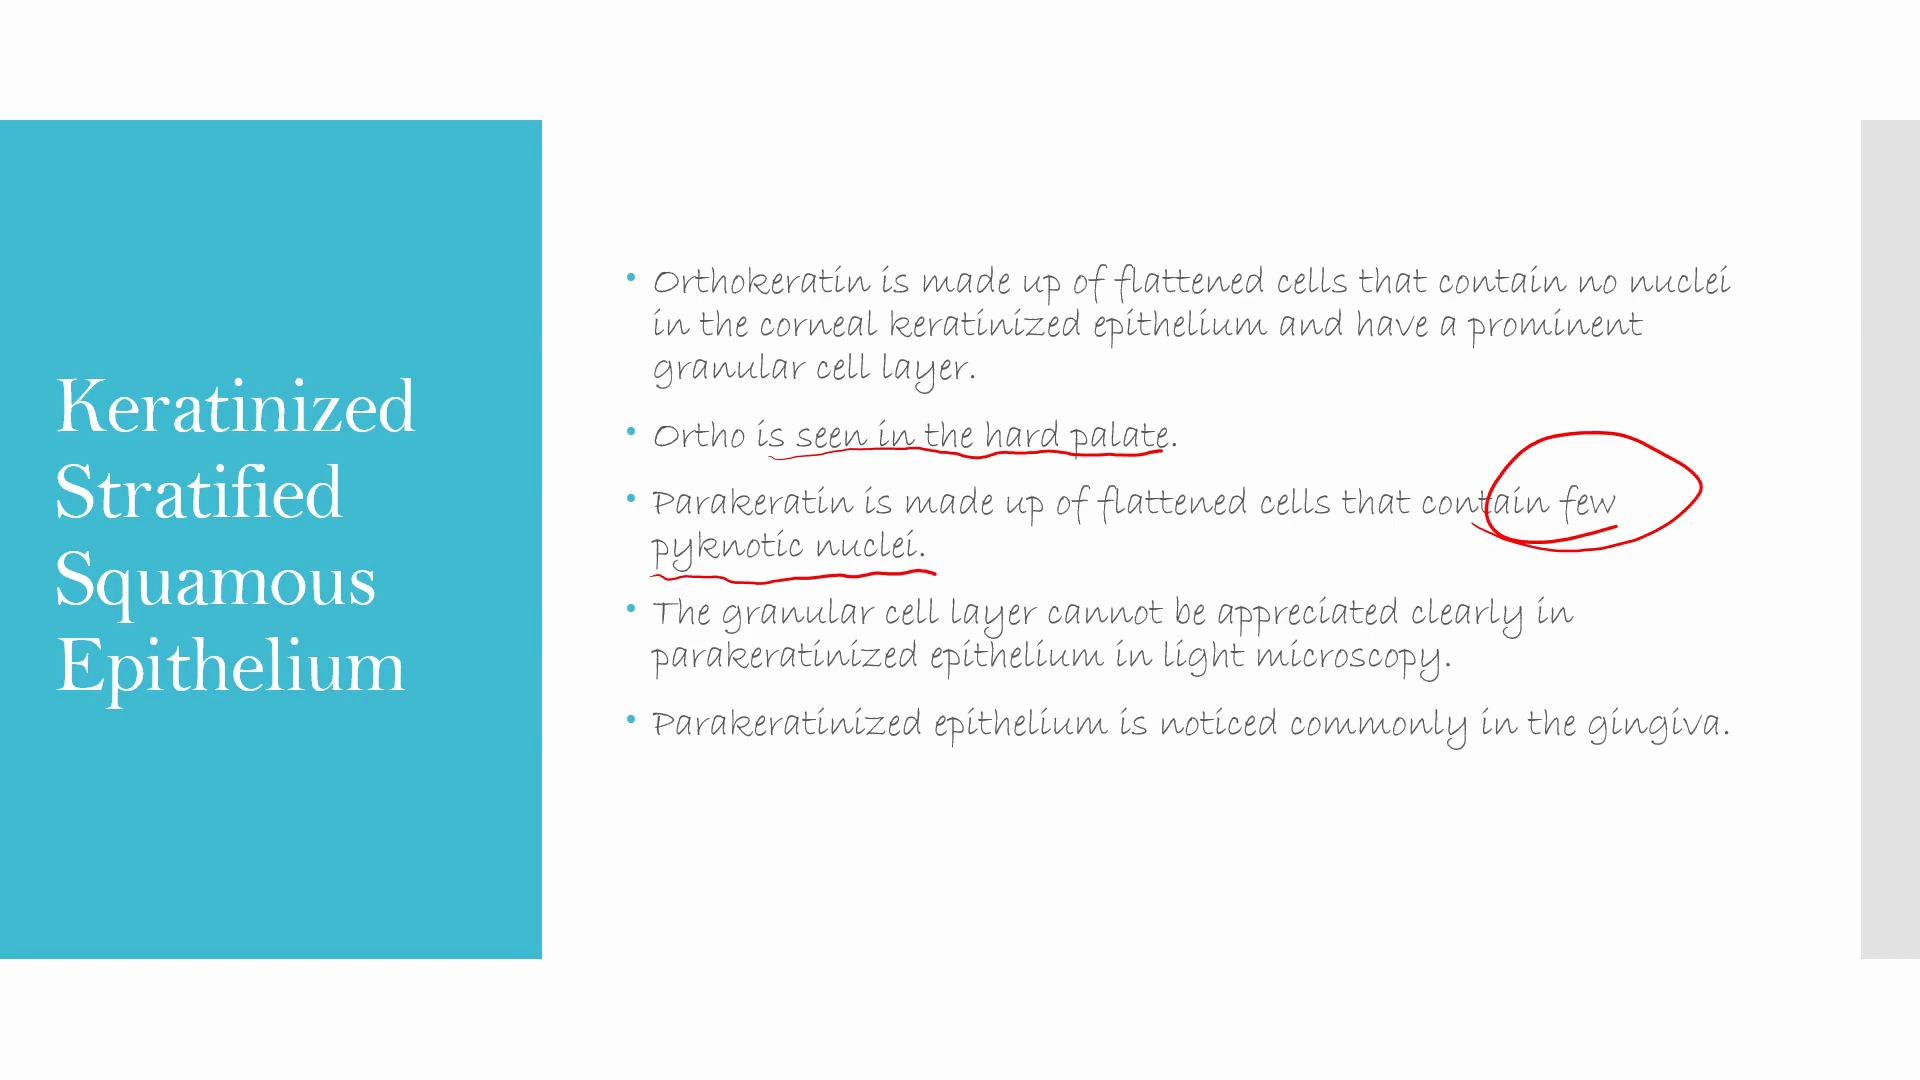 Keratinized
Stratified
Squamous
Epithelium
• Orthokeratin is made up of flattened cells that contain no nuclei
in the corneal keratinized epithelium and have a prominent
granular cell layer.
• Ortho is seen in the hard palate.
• Parakeratin is made up of flattened cells that contain few
pyknotic nuclei.
• The granular cell layer cannot be appreciated clearly in
parakeratinized epithelium in light microscopy.
• Parakeratinized epithelium is noticed commonly in the gingiva.